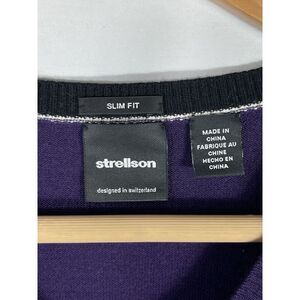 SLIM FIT
strellson
designed in switzerland
MADE IN
CHINA
FABRIQUE AU
CHINE
HECHO EN
CHINA